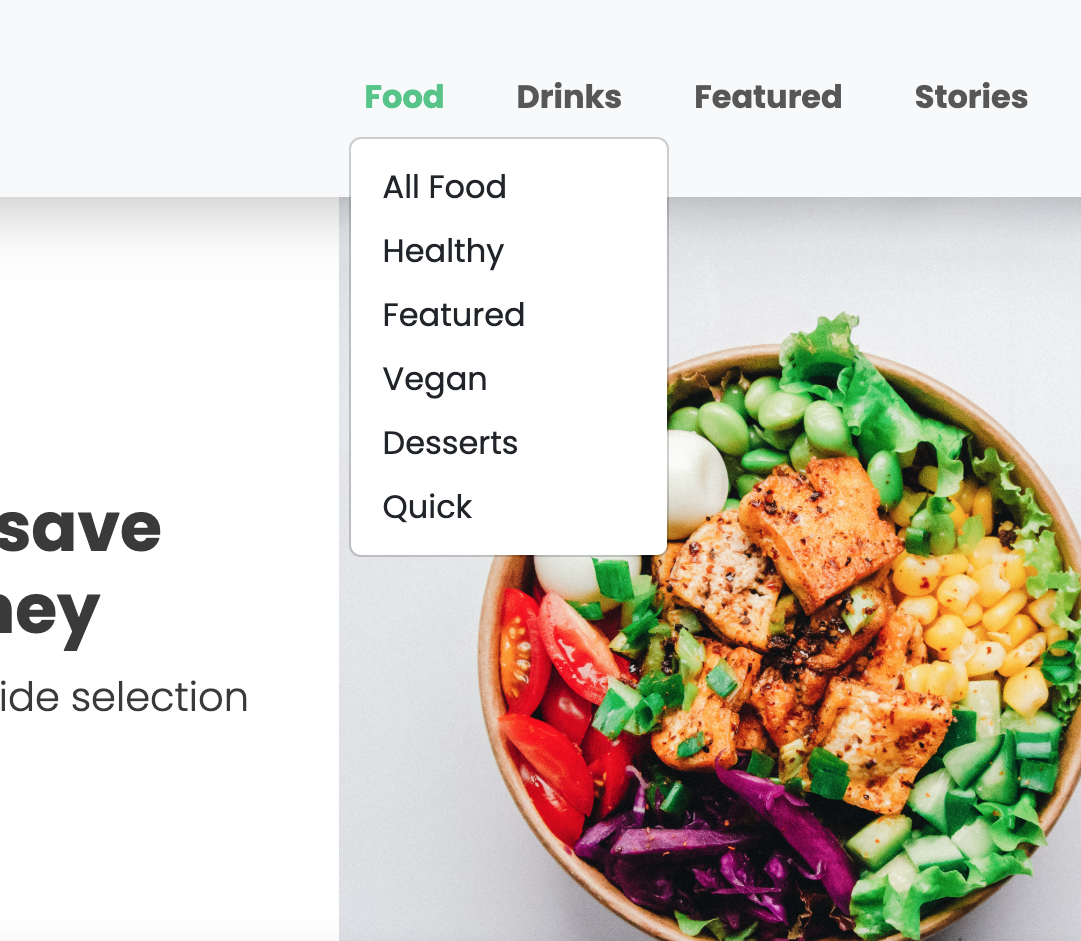 Food Drinks Featured Stories
All Food
Healthy
Featured
Vegan
Desserts
Quick
save
ney
ide selection